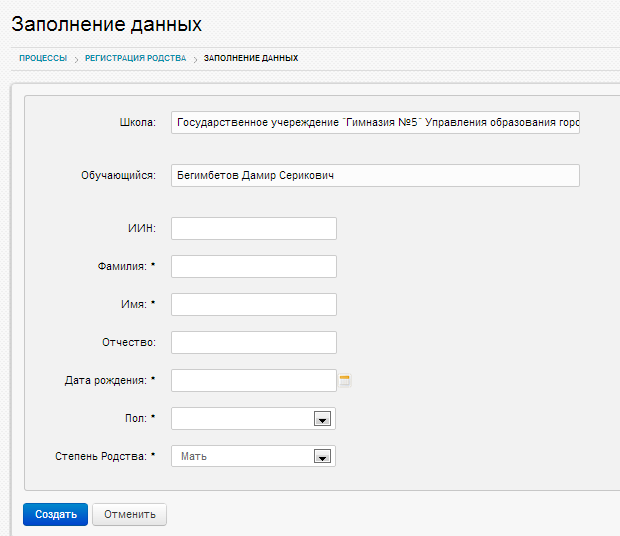 Заполнение данных
ПРОЦЕССЫ > РЕГИСТРАЦИЯ РОДСТВА > ЗАПОЛНЕНИЕ ДАННЫХ
Школа: Государственное учереждение "Гимназия №5" Управления образования горо
Обучающийся: Бегимбетов Дамир Серикович
ИИН:
Фамилия: *
Имя: *
Отчество:
Дата рождения: *
Пол: *
Степень Родства: * Мать
Создать Отменить